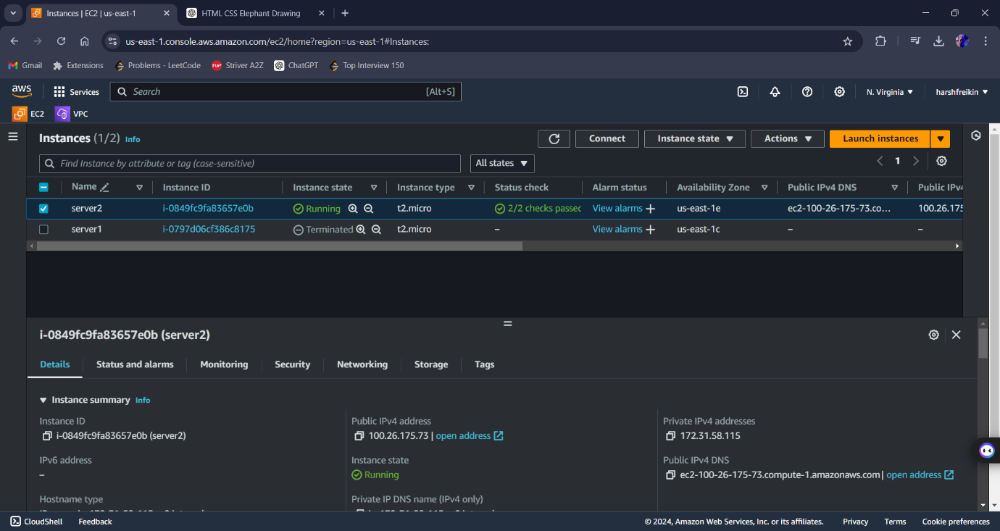 Instances | EC2 | us-east-1
HTML CSS Elephant Drawing
us-east-1.console.aws.amazon.com/ec2/home?region=us-east-1#Instances:
Gmail Extensions Problems - LeetCode Striver A2Z ChatGPT Top Interview 150
aws Services Search [Alt+S] N. Virginia harshfreikin
EC2 VPC
Instances (1/2) Info Connect Instance state Actions Launch instances
Find Instance by attribute or tag (case-sensitive) All states 1
Name Instance ID Instance state Instance type Status check Alarm status Availability Zone Public IPv4 DNS Public IPv4
server2 i-0849fc9fa83657e0b Running t2.micro 2/2 checks passec View alarms + us-east-1e ec2-100-26-175-73.co... 100.26.175
server1 i-0797d06cf386c8175 Terminated t2.micro – View alarms + us-east-1c – –
i-0849fc9fa83657e0b (server2)
Details Status and alarms Monitoring Security Networking Storage Tags
Instance summary Info
Instance ID Public IPv4 address Private IPv4 addresses
i-0849fc9fa83657e0b (server2) 100.26.175.73 | open address 172.31.58.115
IPv6 address Instance state Public IPv4 DNS
– Running ec2-100-26-175-73.compute-1.amazonaws.com | open address
Hostname type Private IP DNS name (IPv4 only)
CloudShell Feedback © 2024, Amazon Web Services, Inc. or its affiliates. Privacy Terms Cookie preferences